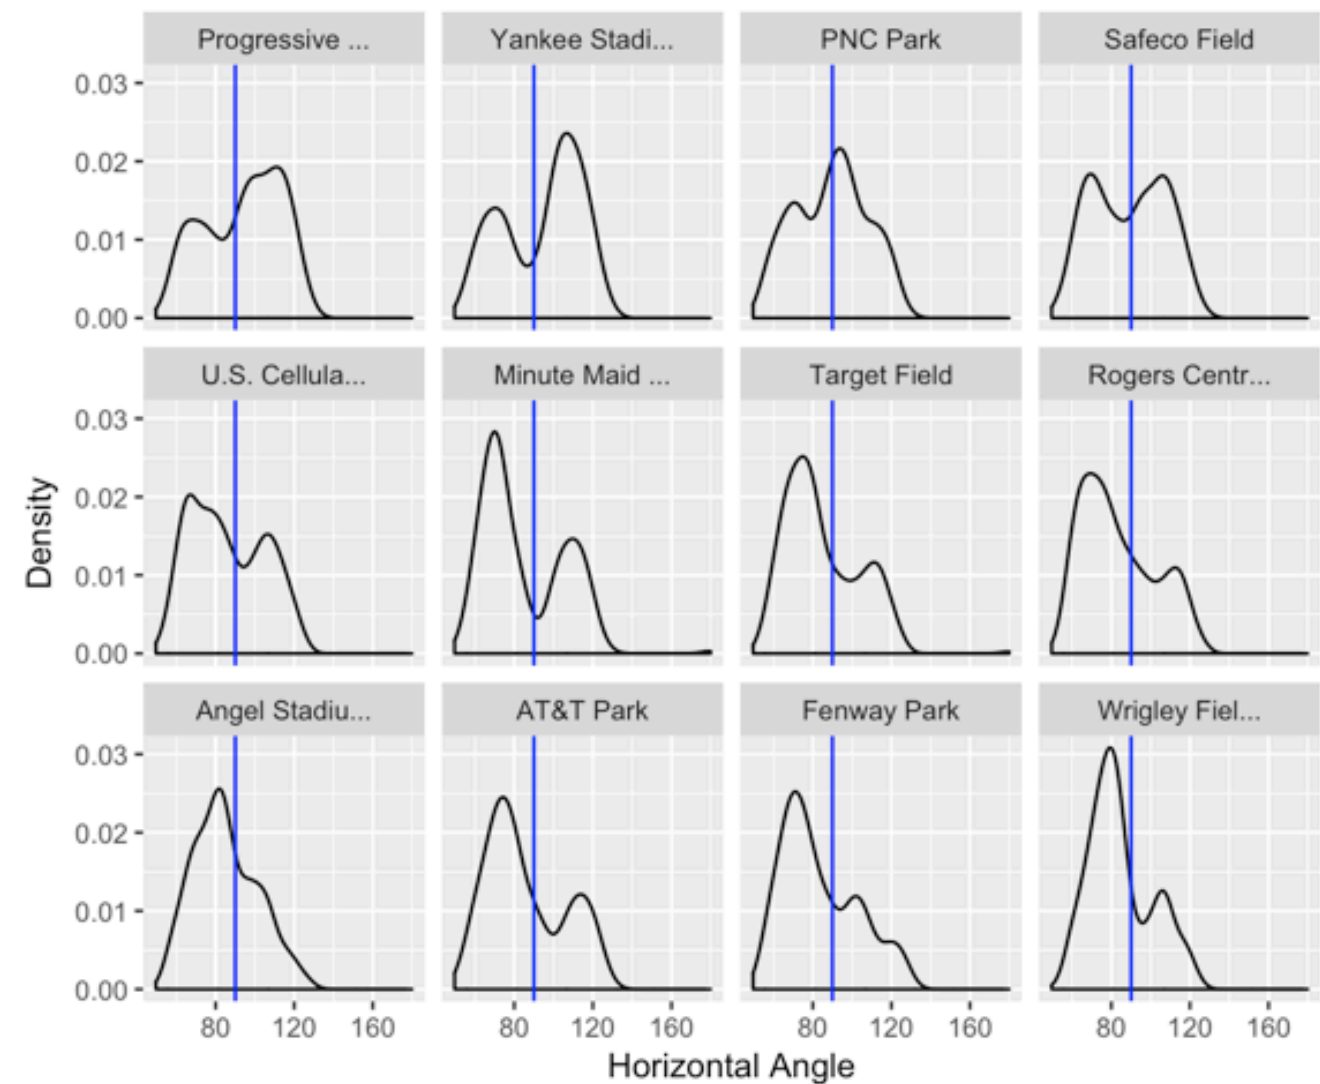 Progressive ... Yankee Stadi... PNC Park Safeco Field
0.03
0.02
0.01
0.00
U.S. Cellula... Minute Maid ... Target Field Rogers Centr...
0.03
0.02
0.01
0.00
Density
Angel Stadiu... AT&T Park Fenway Park Wrigley Fiel...
0.03
0.02
0.01
0.00
80 120 160 80 120 160 80 120 160 80 120 160
Horizontal Angle